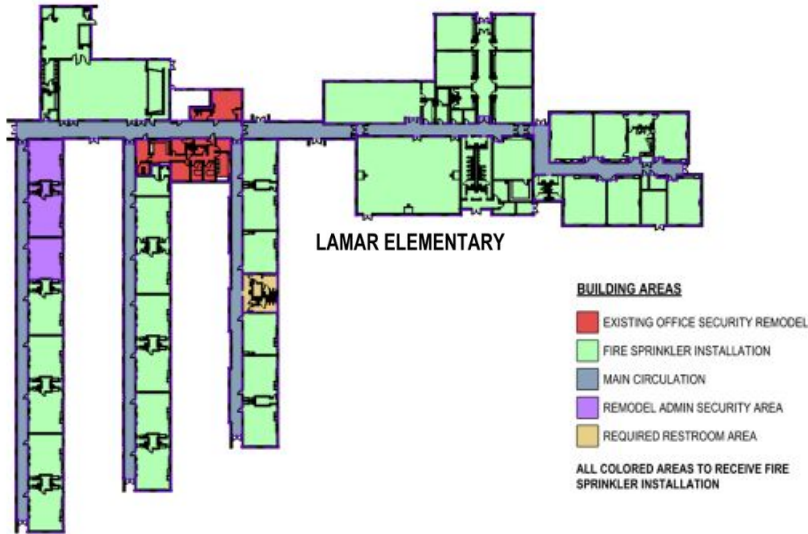 LAMAR ELEMENTARY
BUILDING AREAS
EXISTING OFFICE SECURITY REMODEL
FIRE SPRINKLER INSTALLATION
MAIN CIRCULATION
REMODEL ADMIN SECURITY AREA
REQUIRED RESTROOM AREA
ALL COLORED AREAS TO RECEIVE FIRE
SPRINKLER INSTALLATION